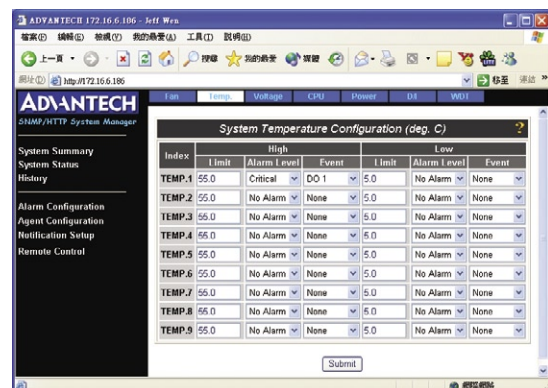 ADVANTECH 172.16.6.186 - Jeff Wen
檔案(F) 編輯(E) 檢視(V) 我的最愛(A) 工具(T) 說明(H)
上一頁 搜尋 我的最愛 媒體
網址(D) http://172.16.6.186 移至 連結 »
ADVANTECH
SNMP/HTTP System Manager
System Summary
System Status
History
Alarm Configuration
Agent Configuration
Notification Setup
Remote Control
Fan Temp. Voltage CPU Power DI WDT
System Temperature Configuration (deg. C) ?
Index High Low
Limit Alarm Level Event Limit Alarm Level Event
TEMP.1 55.0 Critical DO 1 5.0 No Alarm None
TEMP.2 55.0 No Alarm None 5.0 No Alarm None
TEMP.3 55.0 No Alarm None 5.0 No Alarm None
TEMP.4 55.0 No Alarm None 5.0 No Alarm None
TEMP.5 55.0 No Alarm None 5.0 No Alarm None
TEMP.6 55.0 No Alarm None 5.0 No Alarm None
TEMP.7 55.0 No Alarm None 5.0 No Alarm None
TEMP.8 55.0 No Alarm None 5.0 No Alarm None
TEMP.9 55.0 No Alarm None 5.0 No Alarm None
Submit